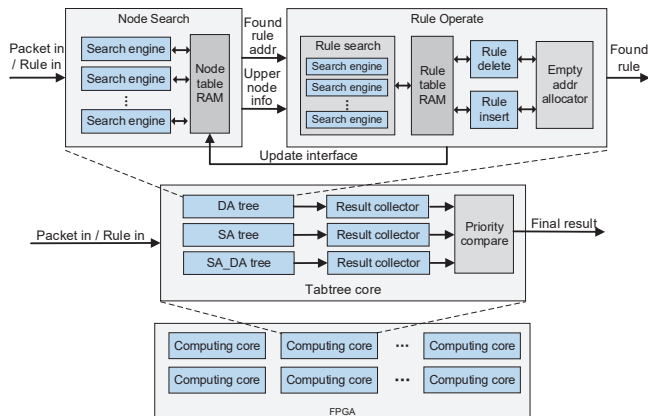 Node Search
Found
rule
addr
Rule Operate
Packet in
/ Rule in
Search engine
Search engine
⋮
Search engine
Node
table
RAM
Upper
node
info
Rule search
Search engine
Search engine
⋮
Search engine
Rule
table
RAM
Rule
delete
Rule
insert
Empty
addr
allocator
Found
rule
Update interface
Packet in / Rule in
DA tree
Result collector
SA tree
Result collector
SA_DA tree
Result collector
Priority
compare
Final result
Tabtree core
Computing core
Computing core
···
Computing core
Computing core
Computing core
···
Computing core
FPGA